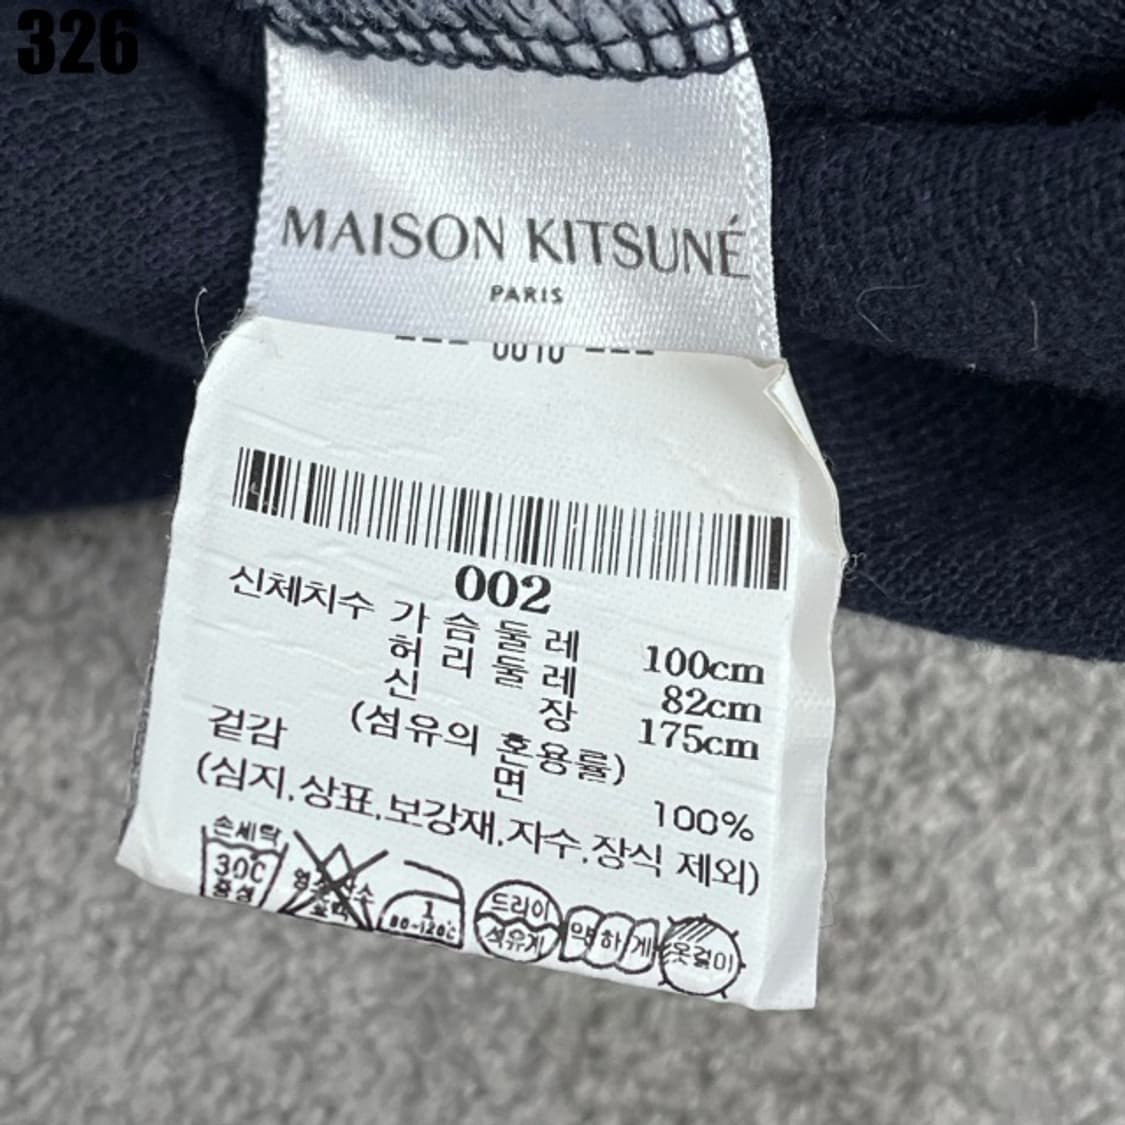 326
MAISON KITSUNÉ
PARIS
--- 0010 ---
002
신체치수 가슴둘레 100cm
허리둘레 82cm
신장 175cm
겉감 (섬유의 혼용률)
면 100%
(심지,상표,보강재,자수,장식 제외)
손세탁
30℃
중성
1
80~120℃
드라이
석유계
약하게
옷걸이